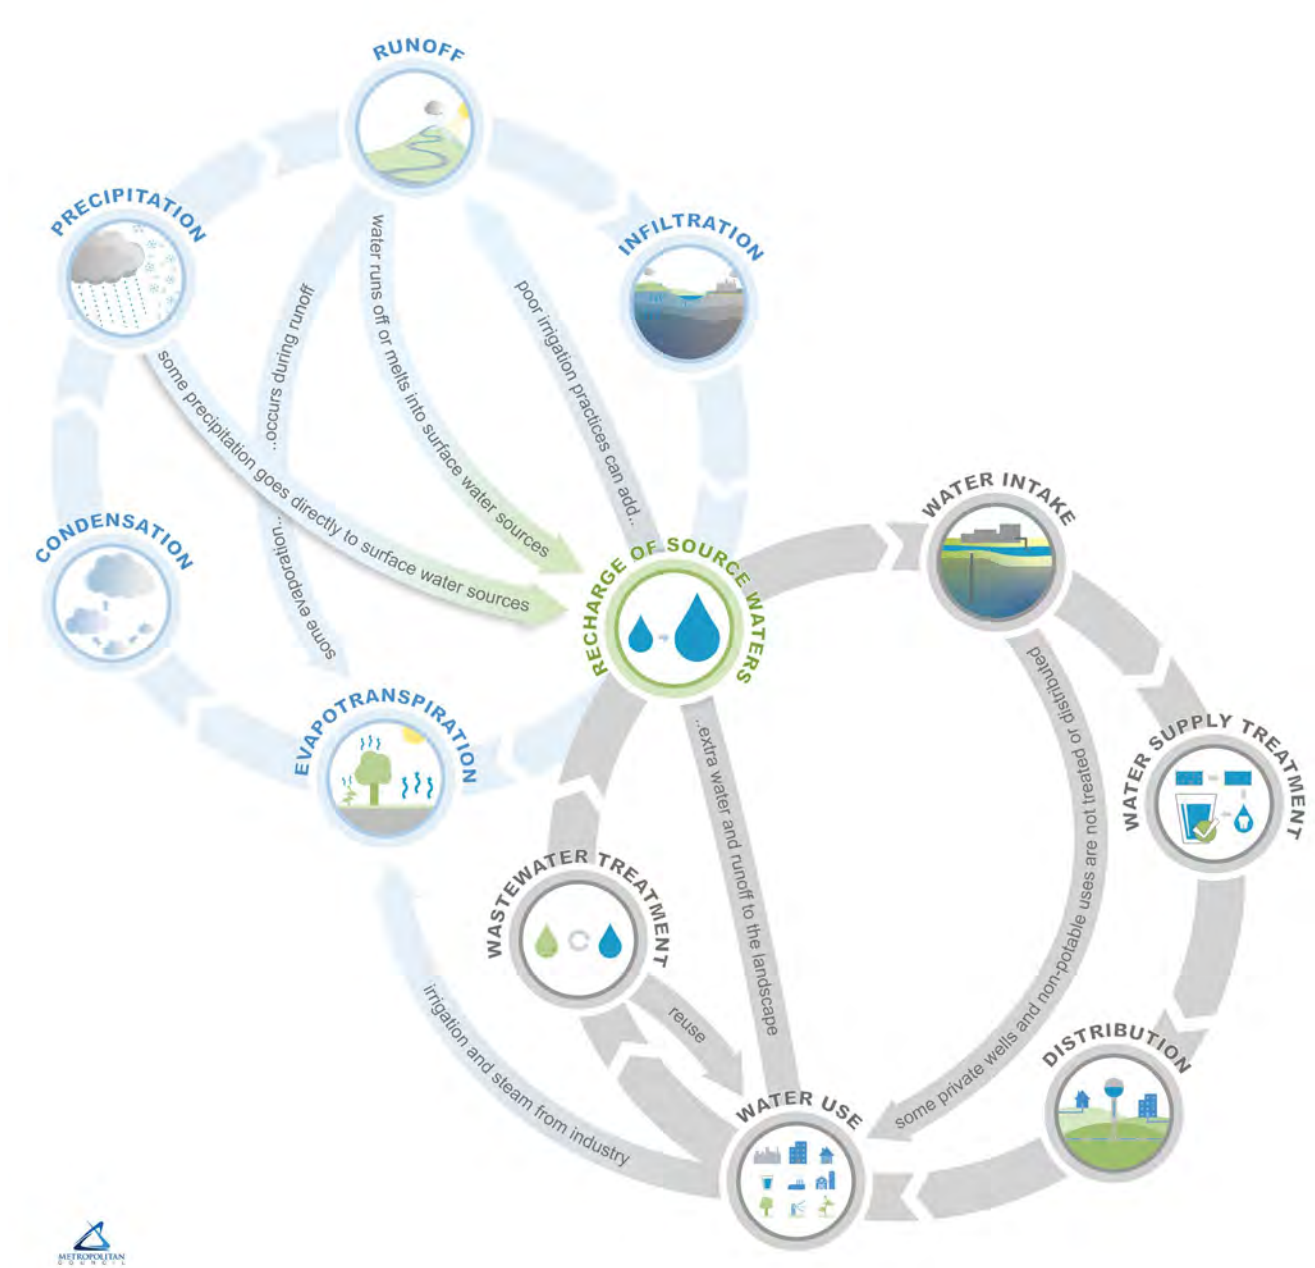 RUNOFF
PRECIPITATION
INFILTRATION
water runs off or melts into surface water sources
poor irrigation practices can add...
...occurs during runoff
some precipitation goes directly to surface water sources
some evaporation...
CONDENSATION
EVAPOTRANSPIRATION
RECHARGE OF SOURCE WATERS
WATER INTAKE
WATER SUPPLY TREATMENT
some private wells and non-potable uses are not treated or distributed
...extra water and runoff to the landscape
WASTEWATER TREATMENT
reuse
irrigation and steam from industry
DISTRIBUTION
WATER USE
METROPOLITAN
COUNCIL